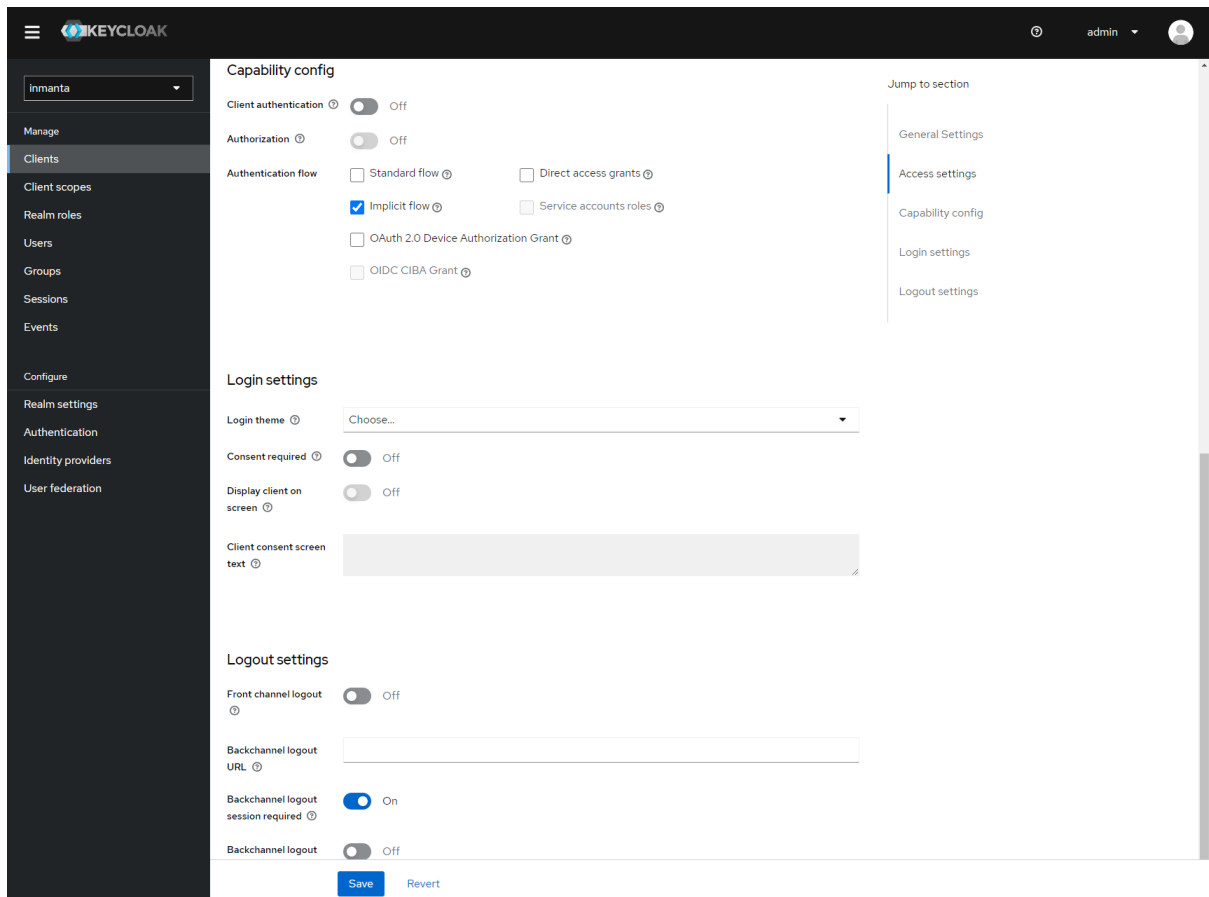 KEYCLOAK
admin
inmanta
Manage
Clients
Client scopes
Realm roles
Users
Groups
Sessions
Events
Configure
Realm settings
Authentication
Identity providers
User federation
Capability config
Client authentication Off
Authorization Off
Authentication flow Standard flow Direct access grants
Implicit flow Service accounts roles
OAuth 2.0 Device Authorization Grant
OIDC CIBA Grant
Login settings
Login theme Choose...
Consent required Off
Display client on
screen Off
Client consent screen
text
Logout settings
Front channel logout Off
Backchannel logout
URL
Backchannel logout
session required On
Backchannel logout Off
Save Revert
Jump to section
General Settings
Access settings
Capability config
Login settings
Logout settings